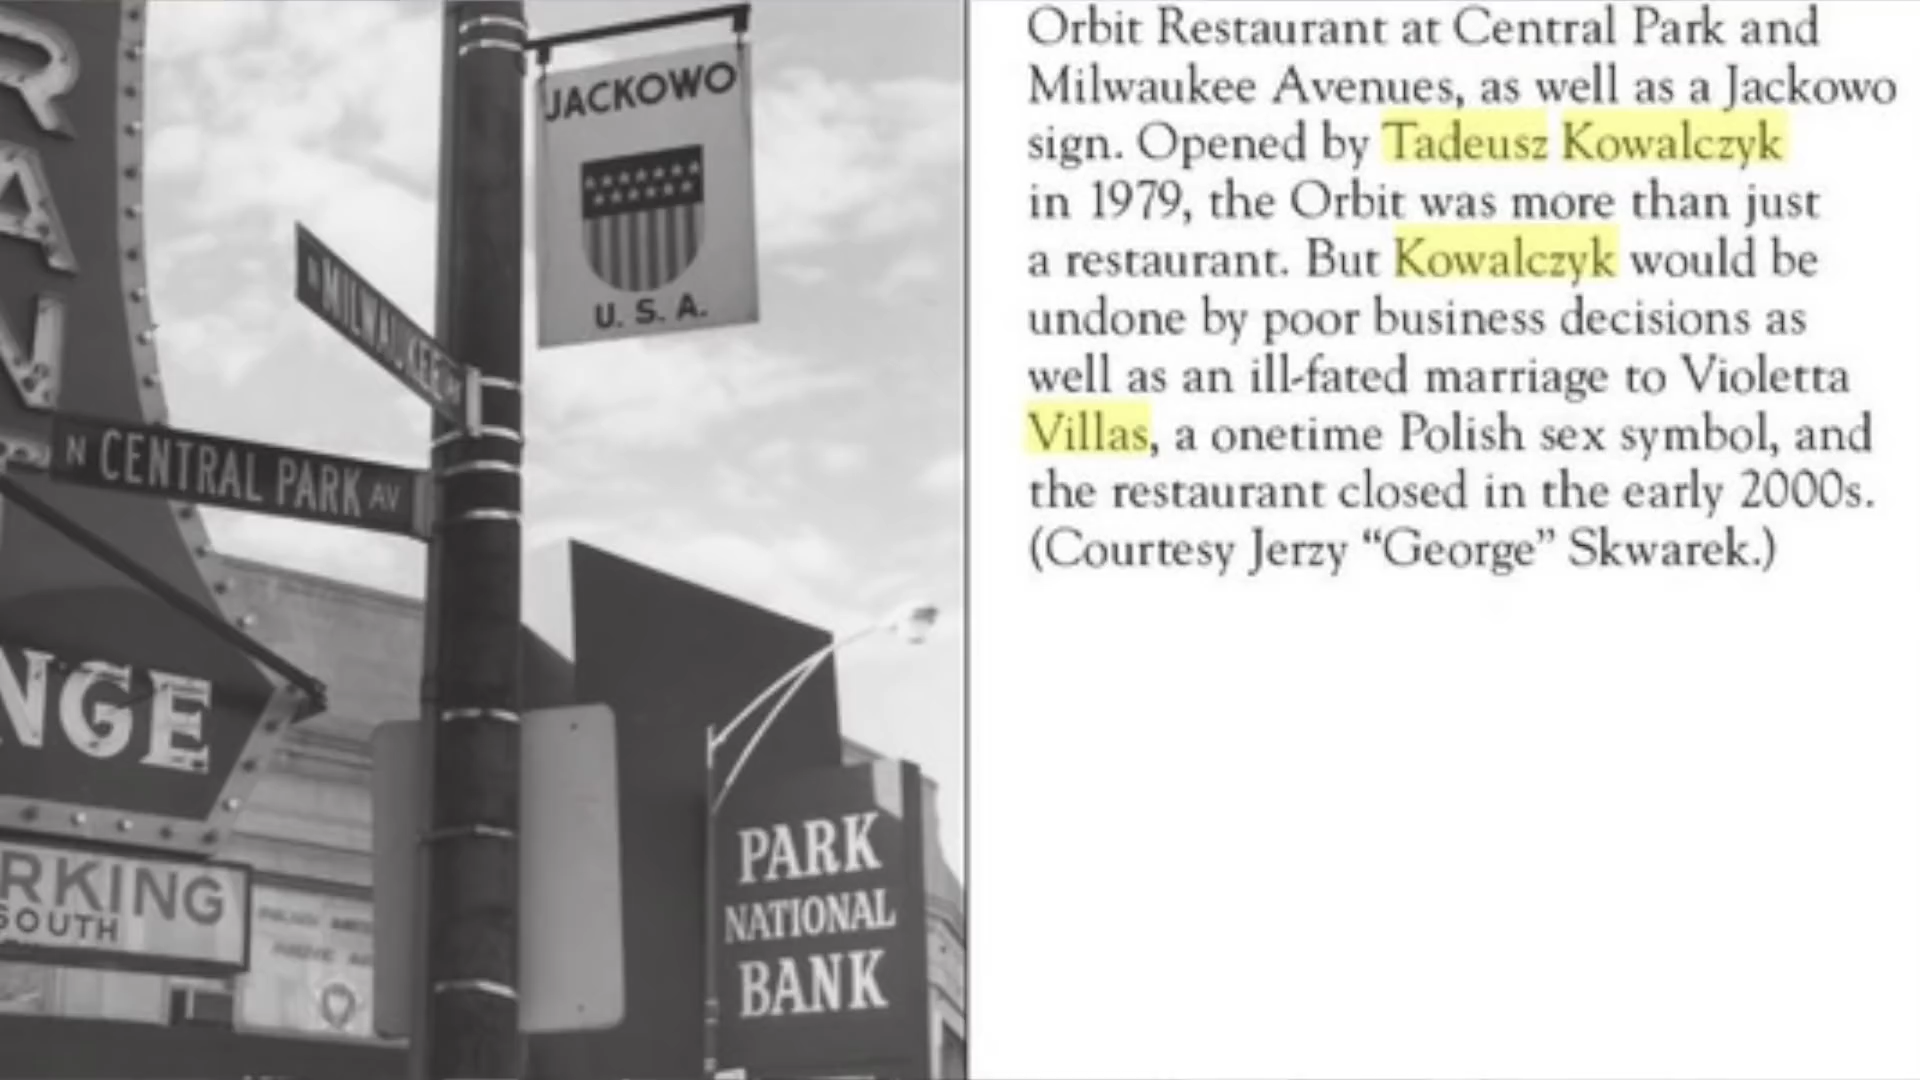 R
A
N
NGE
RKING
SOUTH
JACKOWO
U. S. A.
N MILWAUKEE AV
N CENTRAL PARK AV
PARK
NATIONAL
BANK
Orbit Restaurant at Central Park and
Milwaukee Avenues, as well as a Jackowo
sign. Opened by Tadeusz Kowalczyk
in 1979, the Orbit was more than just
a restaurant. But Kowalczyk would be
undone by poor business decisions as
well as an ill-fated marriage to Violetta
Villas, a onetime Polish sex symbol, and
the restaurant closed in the early 2000s.
(Courtesy Jerzy “George” Skwarek.)